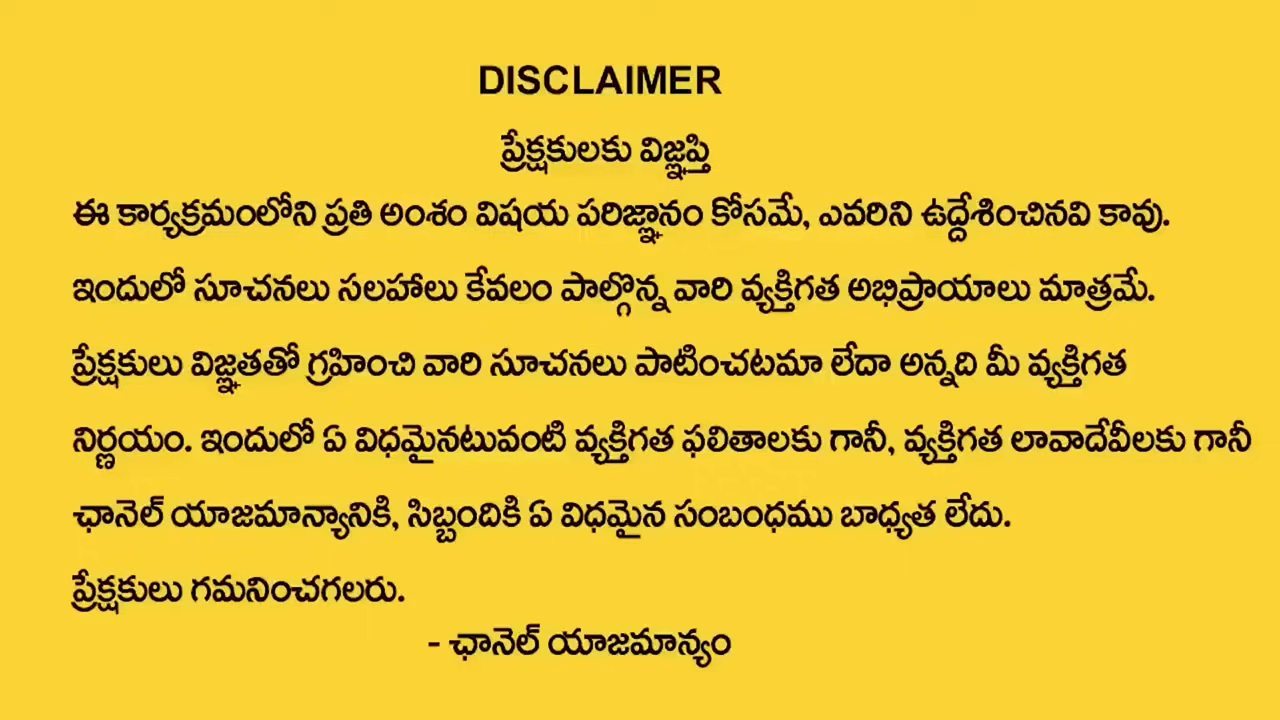 DISCLAIMER
ప్రేక్షకులకు విజ్ఞప్తి
ఈ కార్యక్రమంలోని ప్రతి అంశం విషయ పరిజ్ఞానం కోసమే, ఎవరిని ఉద్దేశించినవి కావు.
ఇందులో సూచనలు సలహాలు కేవలం పాల్గొన్న వారి వ్యక్తిగత అభిప్రాయాలు మాత్రమే.
ప్రేక్షకులు విజ్ఞతతో గ్రహించి వారి సూచనలు పాటించటమా లేదా అన్నది మీ వ్యక్తిగత
నిర్ణయం. ఇందులో ఏ విధమైనటువంటి వ్యక్తిగత ఫలితాలకు గానీ, వ్యక్తిగత లావాదేవీలకు గానీ
ఛానెల్ యాజమాన్యానికి, సిబ్బందికి ఏ విధమైన సంబంధము బాధ్యత లేదు.
ప్రేక్షకులు గమనించగలరు.
- ఛానెల్ యాజమాన్యం